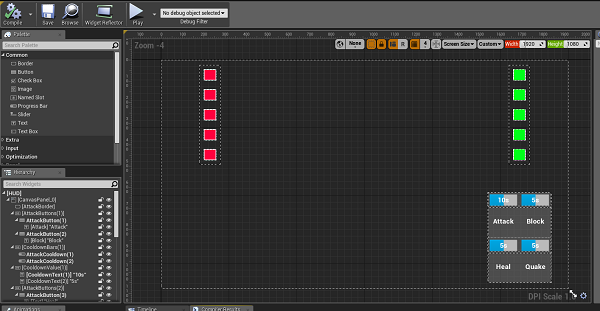 Compile
Save
Browse
Widget Reflector
Play
No debug object selected
Debug Filter
Palette
Search Palette
Common
Border
Button
Check Box
Image
Named Slot
Progress Bar
Slider
Text
Text Box
Extra
Input
Optimization
Hierarchy
Search Widgets
[HUD]
[CanvasPanel_0]
[AttackBorder]
[AttackButtons(1)]
AttackButton(1)
[Attack] "Attack"
AttackButton(2)
[Block] "Block"
[CooldownBars(1)]
AttackCooldown(1)
AttackCooldown(2)
[CooldownValue(1)]
[CooldownText(1)] "10s"
[CooldownText(2)] "5s"
[AttackButtons(2)]
AttackButton(3)
Animations
Zoom -4
None
R
4
Screen Size
Custom
Width 1920
Height 1080
10s 5s
Attack Block
5s 5s
Heal Quake
DPI Scale 1.0
Timeline
Compiler Results